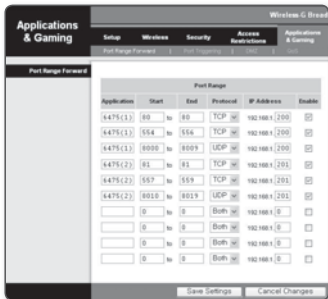 Wireless-G Broad
Applications & Gaming
Setup Wireless Security Access Restrictions Applications & Gaming
Port Range Forward | Port Triggering | DMZ | QoS
Port Range Forward
Port Range
Application Start End Protocol IP Address Enable
6475(1) 80 to 80 TCP 192.168.1. 200
6475(1) 554 to 556 TCP 192.168.1. 200
6475(1) 8000 to 8009 UDP 192.168.1. 200
6475(2) 81 to 81 TCP 192.168.1. 201
6475(2) 557 to 559 TCP 192.168.1. 201
6475(2) 8010 to 8019 UDP 192.168.1. 201
0 to 0 Both 192.168.1. 0
0 to 0 Both 192.168.1. 0
0 to 0 Both 192.168.1. 0
0 to 0 Both 192.168.1. 0
Save Settings Cancel Changes